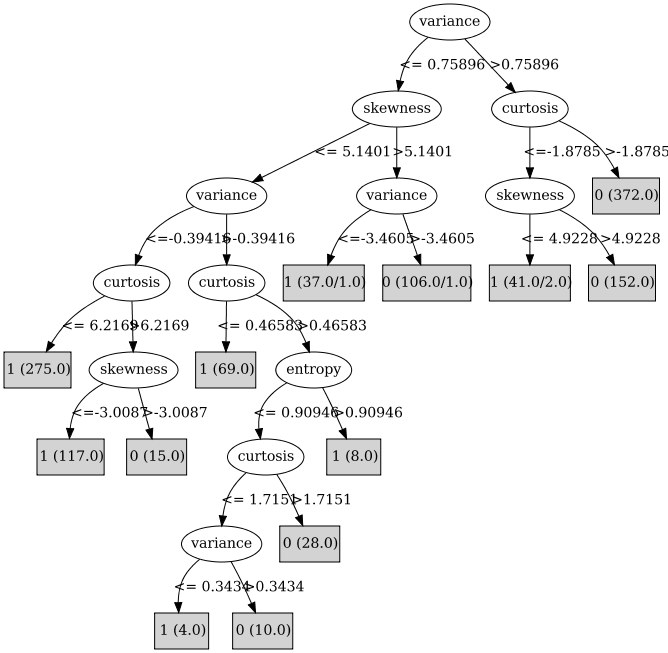 variance
<= 0.75896 >0.75896
skewness curtosis
<= 5.1401 >5.1401 <=-1.8785 >-1.8785
variance variance skewness 0 (372.0)
<=-0.39416 >-0.39416 <=-3.4605 >-3.4605 <= 4.9228 >4.9228
curtosis curtosis 1 (37.0/1.0) 0 (106.0/1.0) 1 (41.0/2.0) 0 (152.0)
<= 6.2169 >6.2169 <= 0.46583 >0.46583
1 (275.0) skewness 1 (69.0) entropy
<=-3.0087 >-3.0087 <= 0.90946 >0.90946
1 (117.0) 0 (15.0) curtosis 1 (8.0)
<= 1.7151 >1.7151
variance 0 (28.0)
<= 0.3434 >0.3434
1 (4.0) 0 (10.0)